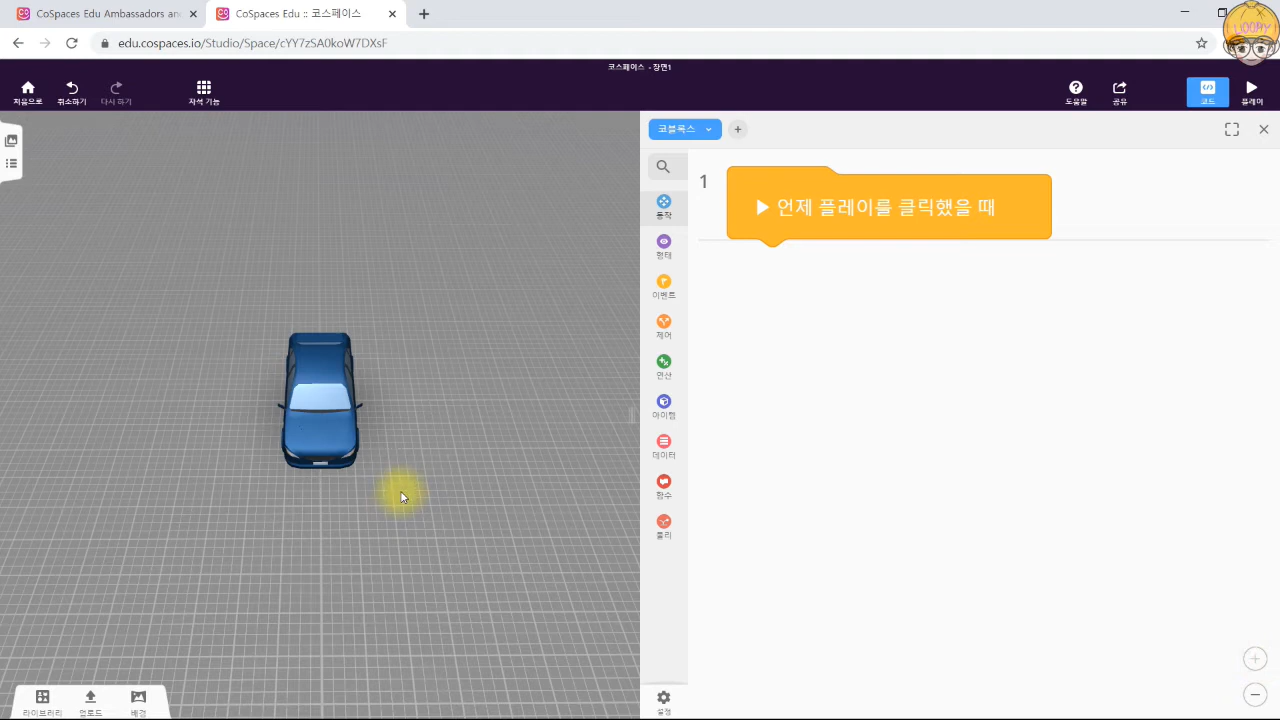 CoSpaces Edu Ambassadors an
CoSpaces Edu :: 코스페이스
edu.cospaces.io/Studio/Space/cYY7zSA0koW7DXsF
코스페이스 - 장면1
처음으로
취소하기
다시 하기
자석 기능
도움말
공유
코드
플레이
코블록스
1
언제 플레이를 클릭했을 때
동작
형태
이벤트
제어
연산
아이템
데이터
함수
물리
설정
라이브러리
업로드
배경